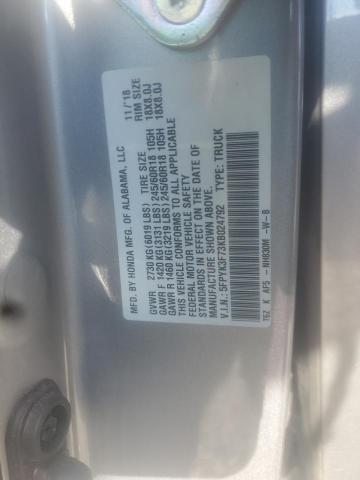 MFD. BY HONDA MFG. OF ALABAMA, LLC 11/'18
TIRE SIZE RIM SIZE
GVWR 2730 KG(6019 LBS)
GAWR F 1420 KG(3131 LBS) 245/60R18 105H 18X8.0J
GAWR R 1460 KG(3219 LBS) 245/60R18 105H 18X8.0J
THIS VEHICLE CONFORMS TO ALL APPLICABLE
FEDERAL MOTOR VEHICLE SAFETY
STANDARDS IN EFFECT ON THE DATE OF
MANUFACTURE SHOWN ABOVE.
V.I.N.: 5FPYK3F73KB024792 TYPE: TRUCK
T6Z K AF5 - NH830M -W-B